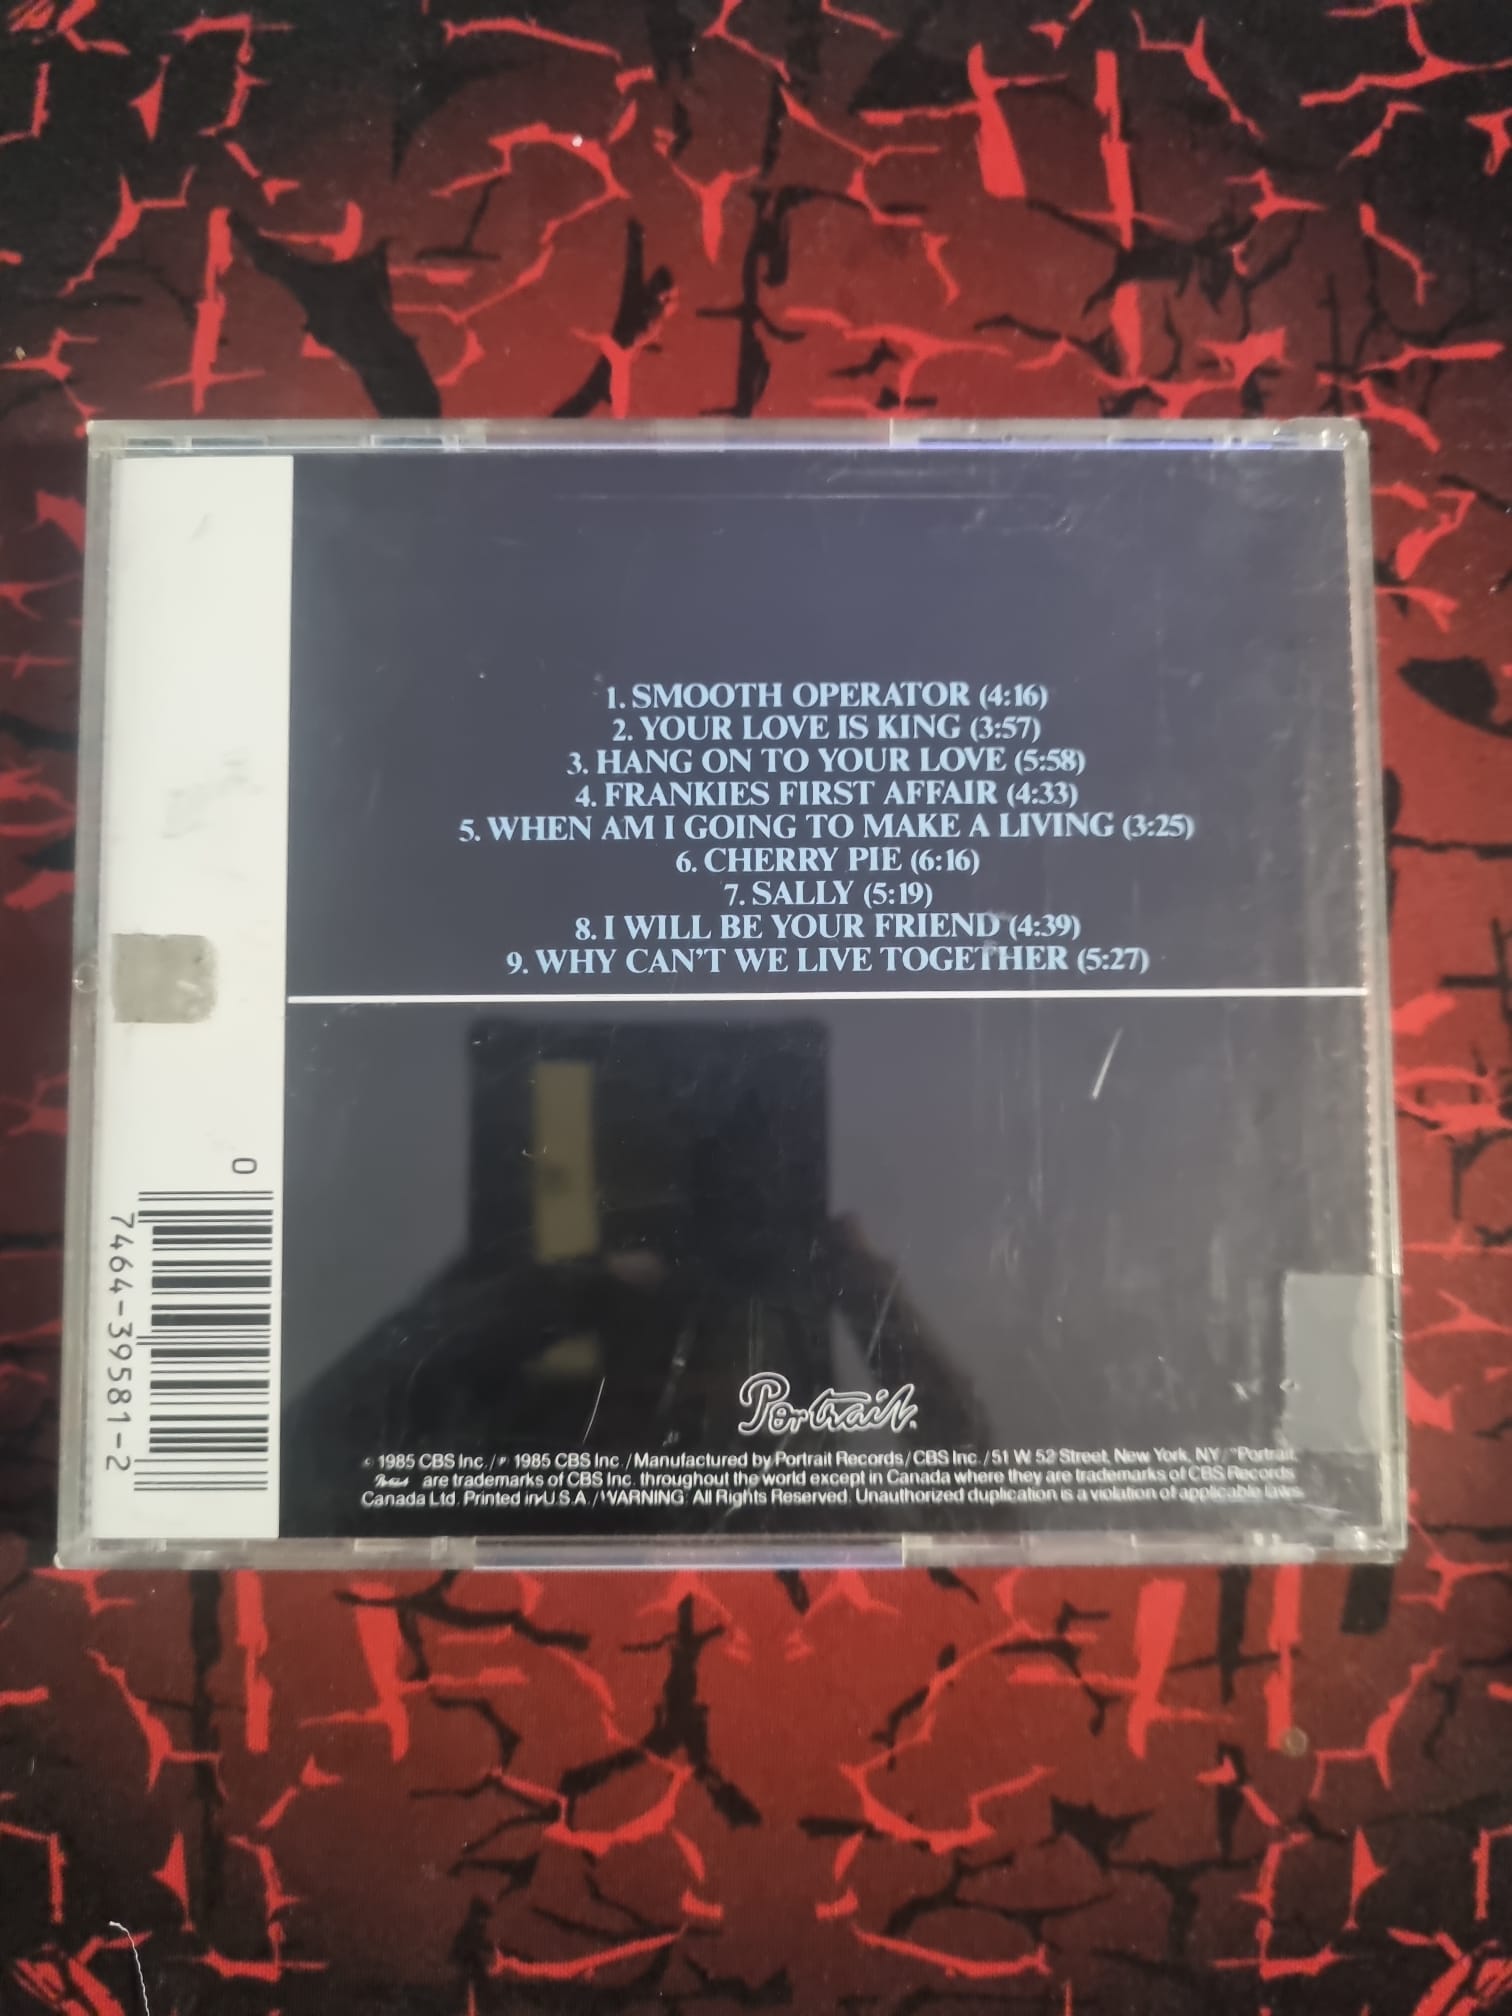 1. SMOOTH OPERATOR (4:16)
2. YOUR LOVE IS KING (3:57)
3. HANG ON TO YOUR LOVE (5:58)
4. FRANKIES FIRST AFFAIR (4:33)
5. WHEN AM I GOING TO MAKE A LIVING (3:25)
6. CHERRY PIE (6:16)
7. SALLY (5:19)
8. I WILL BE YOUR FRIEND (4:39)
9. WHY CAN'T WE LIVE TOGETHER (5:27)
0
7464-39581-2
Portrait
© 1985 CBS Inc./℗ 1985 CBS Inc./Manufactured by Portrait Records/CBS Inc./51 W. 52 Street, New York, NY/"Portrait,"
are trademarks of CBS Inc. throughout the world except in Canada where they are trademarks of CBS Records
Canada Ltd. Printed in U.S.A./WARNING: All Rights Reserved. Unauthorized duplication is a violation of applicable laws.